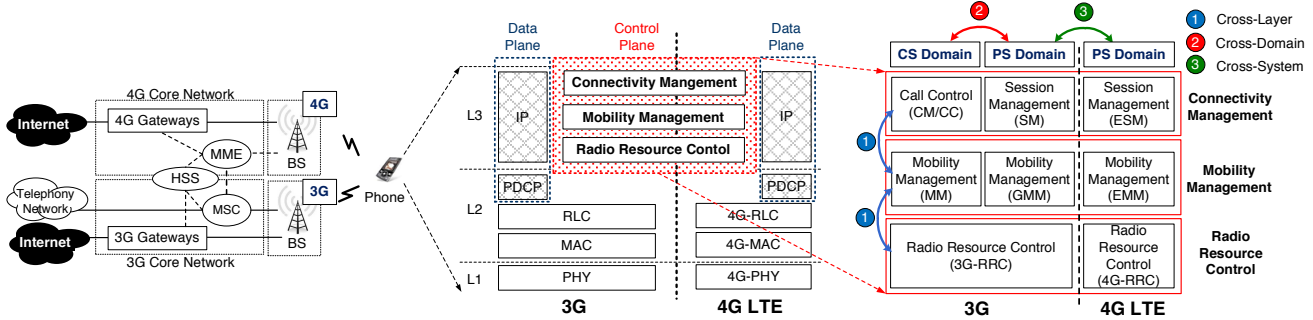 4G Core Network
4G
Internet
4G Gateways
MME
BS
HSS
Telephony
Network
MSC
3G
Internet
3G Gateways
BS
3G Core Network
Phone
Data
Plane
Control
Plane
Data
Plane
L3
IP
Connectivity Mangement
Mobility Management
Radio Resource Contol
IP
PDCP
PDCP
L2
RLC
4G-RLC
MAC
4G-MAC
L1
PHY
4G-PHY
3G
4G LTE
2
3
1 Cross-Layer
2 Cross-Domain
3 Cross-System
CS Domain
PS Domain
PS Domain
Call Control
(CM/CC)
Session
Management
(SM)
Session
Management
(ESM)
Connectivity
Management
1
Mobility
Management
(MM)
Mobility
Management
(GMM)
Mobility
Management
(EMM)
Mobility
Management
1
Radio Resource Control
(3G-RRC)
Radio
Resource
Control
(4G-RRC)
Radio
Resource
Control
3G
4G LTE